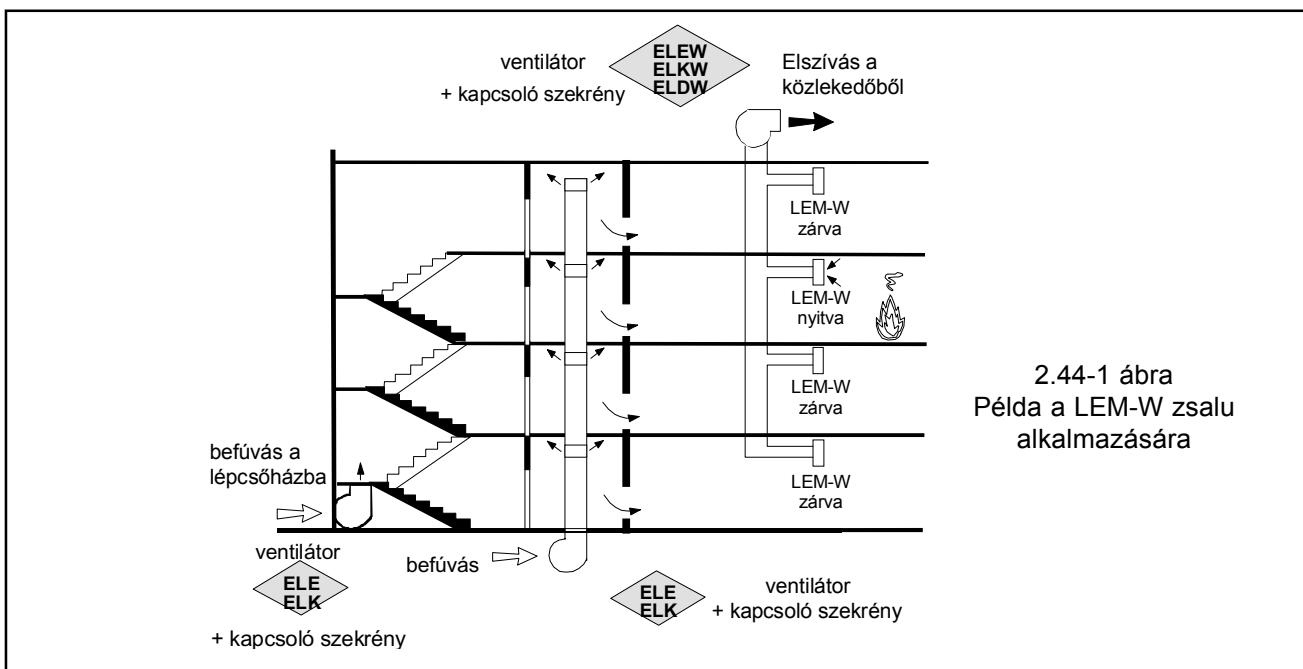 ventilátor
+ kapcsoló szekrény
ELEW
ELKW
ELDW
Elszívás a
közlekedőből
LEM-W
zárva
LEM-W
nyitva
LEM-W
zárva
LEM-W
zárva
2.44-1 ábra
Példa a LEM-W zsalu
alkalmazására
befúvás a
lépcsőházba
ventilátor
ELE
ELK
+ kapcsoló szekrény
befúvás
ELE
ELK
ventilátor
+ kapcsoló szekrény